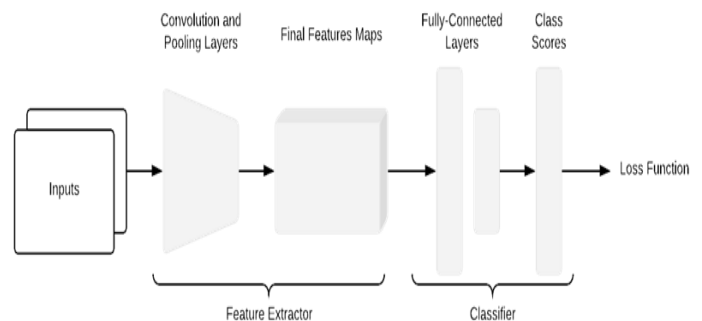 Convolution and
Pooling Layers
Final Features Maps
Fully-Connected
Layers
Class
Scores
Inputs
Loss Function
Feature Extractor
Classifier